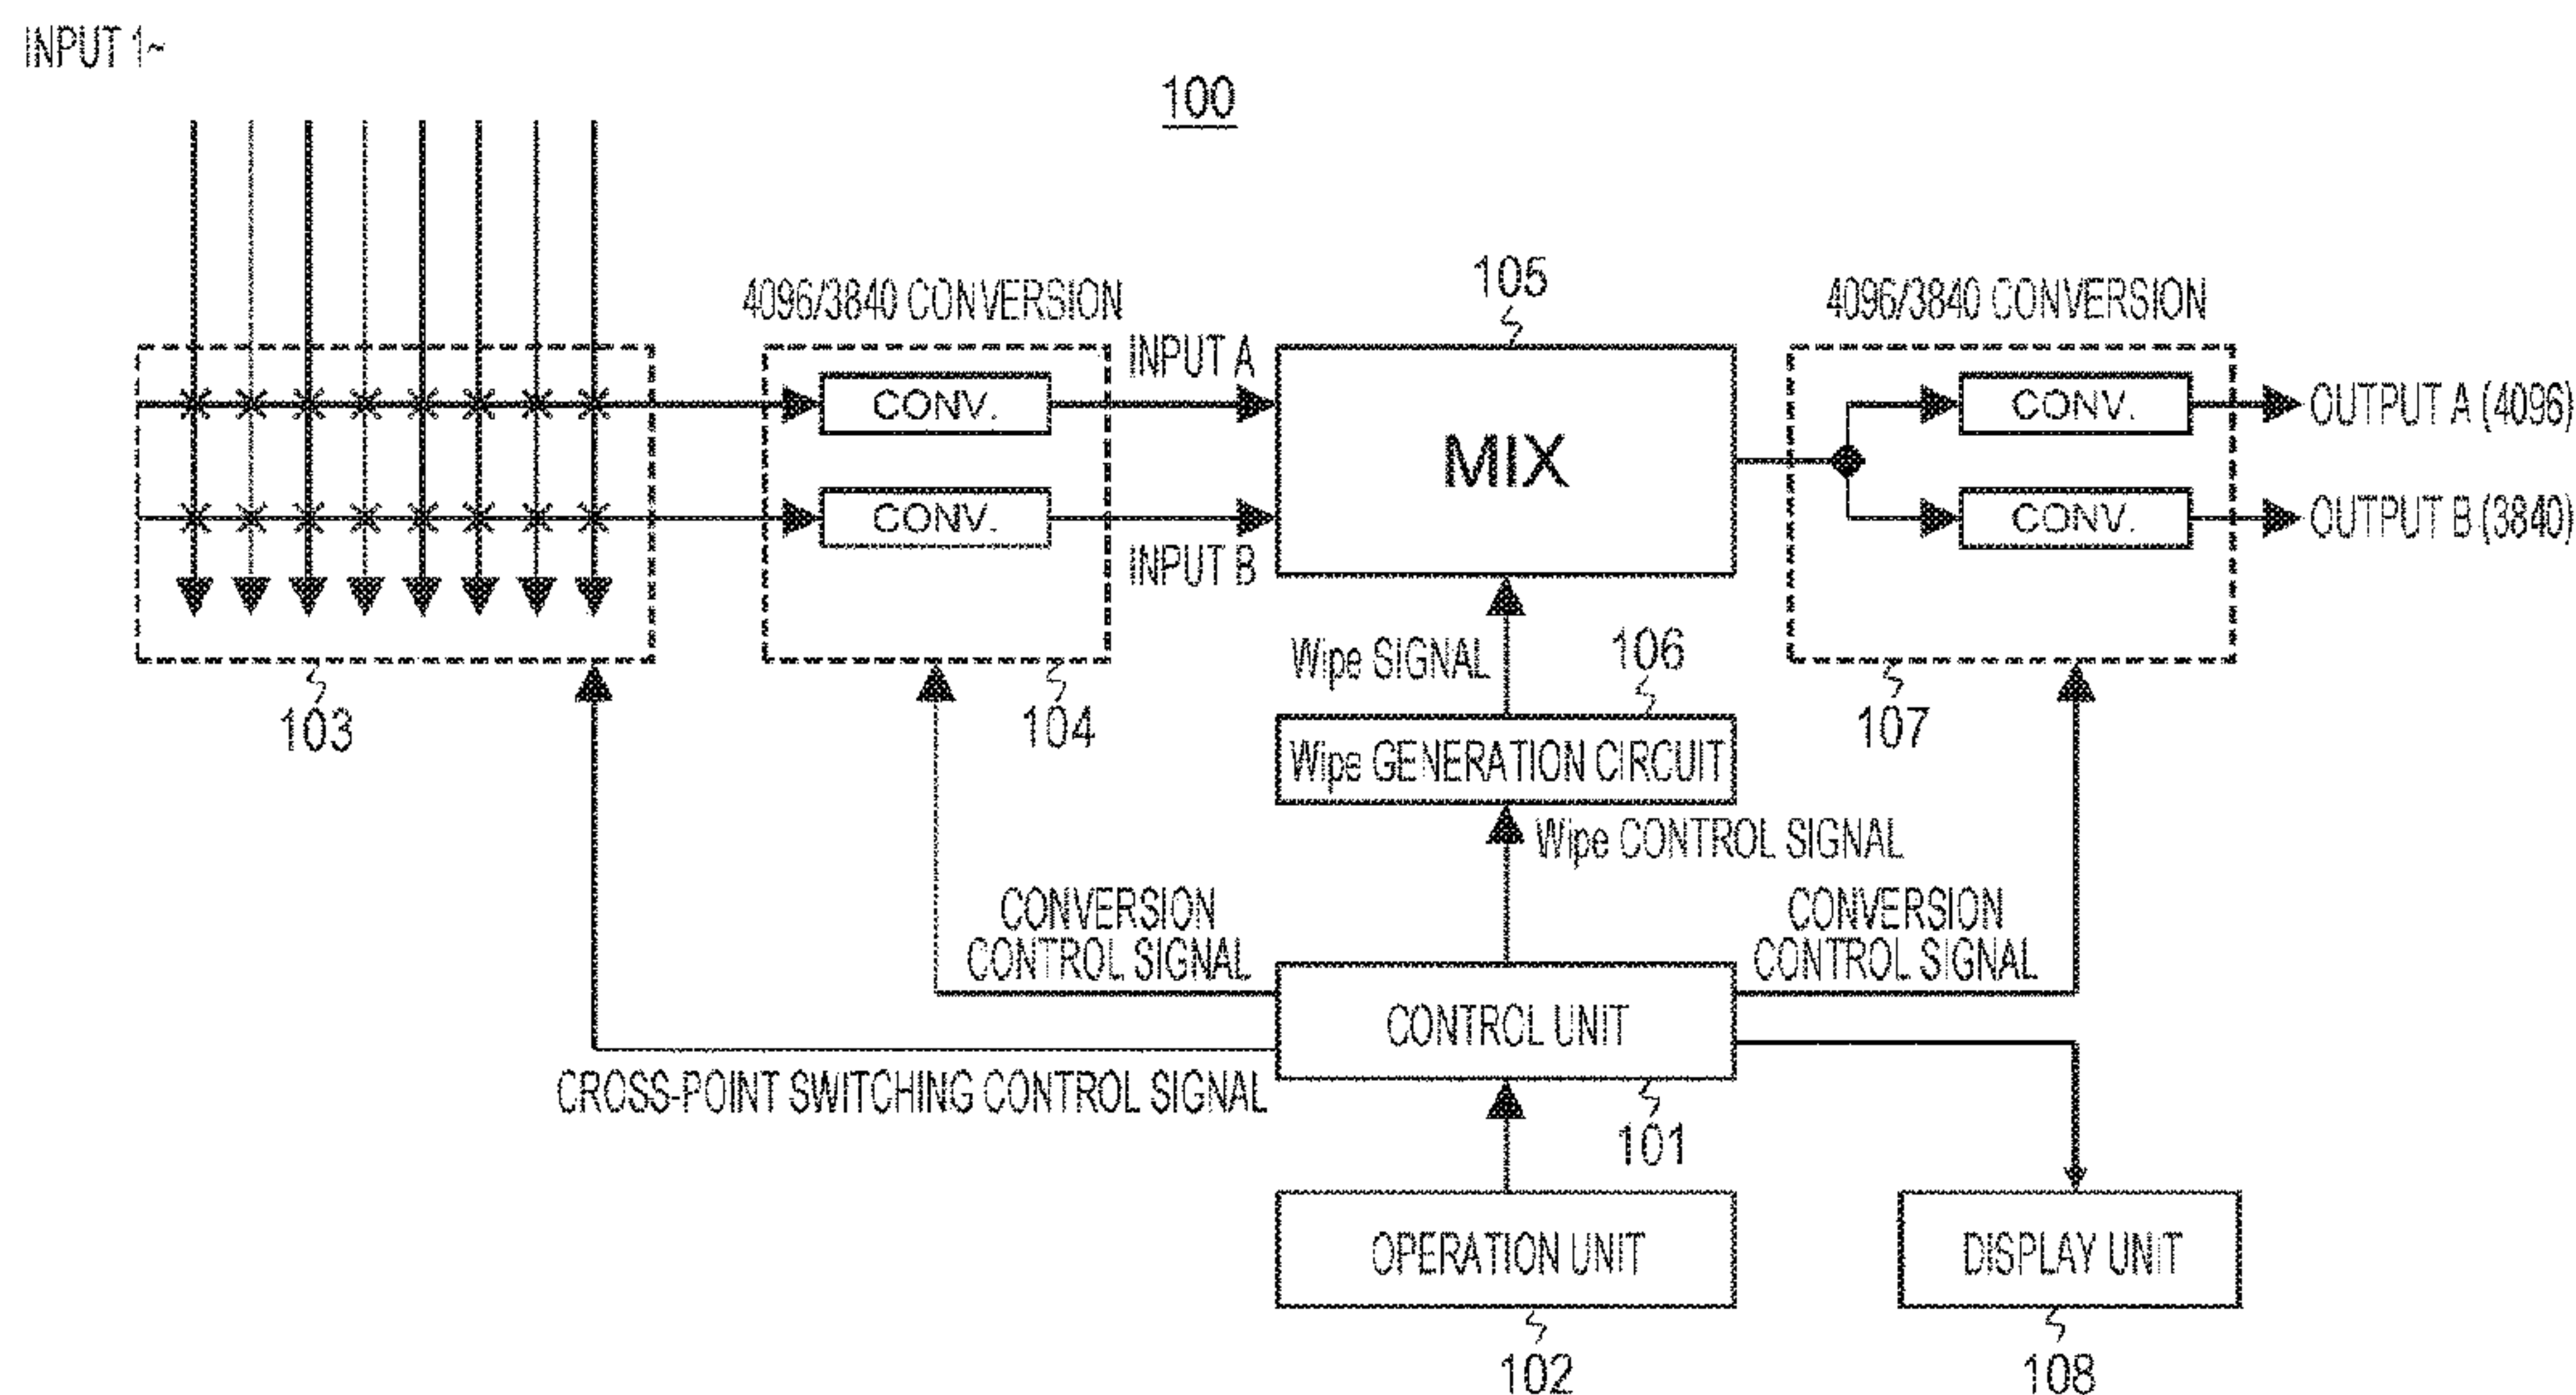 INPUT 1~
100
4096/3840 CONVERSION
105
4096/3840 CONVERSION
INPUT A
CONV.
MIX
CONV.
OUTPUT A (4096)
CONV.
INPUT B
CONV.
OUTPUT B (3840)
Wipe SIGNAL
106
103
104
107
Wipe GENERATION CIRCUIT
Wipe CONTROL SIGNAL
CONVERSION
CONTROL SIGNAL
CONVERSION
CONTROL SIGNAL
CONTROL UNIT
CROSS-POINT SWITCHING CONTROL SIGNAL
101
OPERATION UNIT
DISPLAY UNIT
102
108